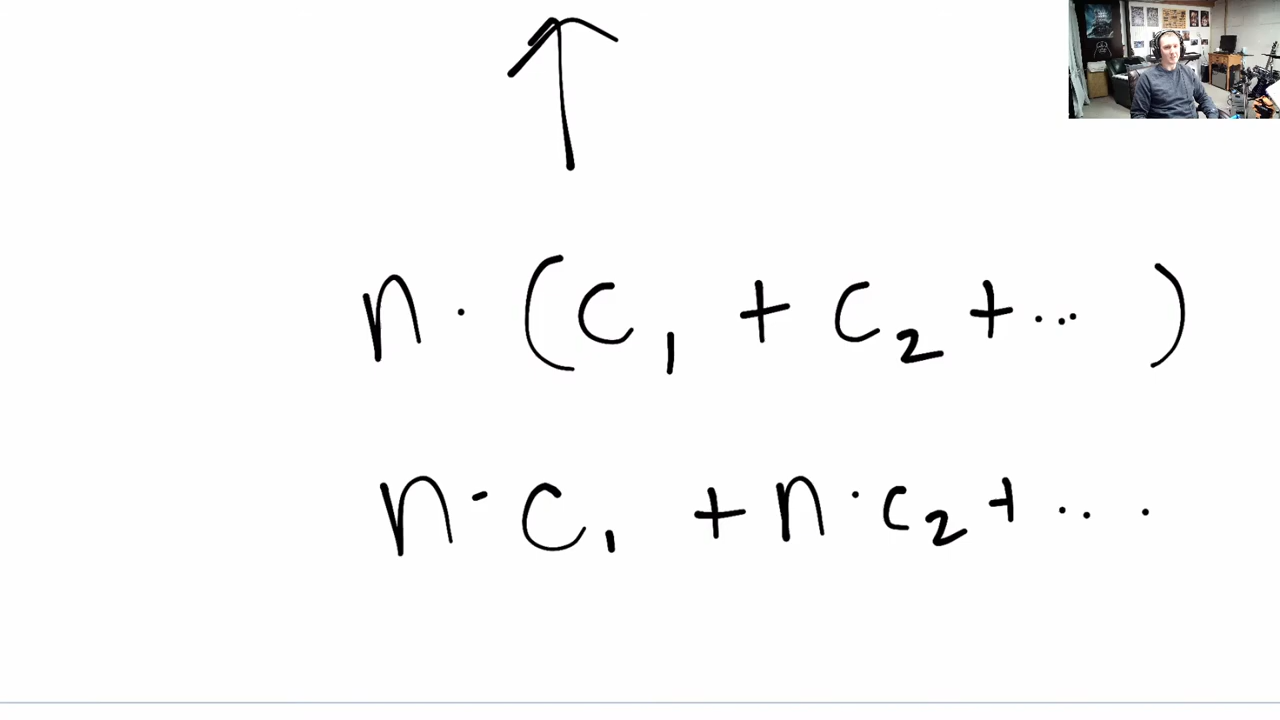 n · (c₁ + c₂ + ... )
n · c₁ + n · c₂ + ...